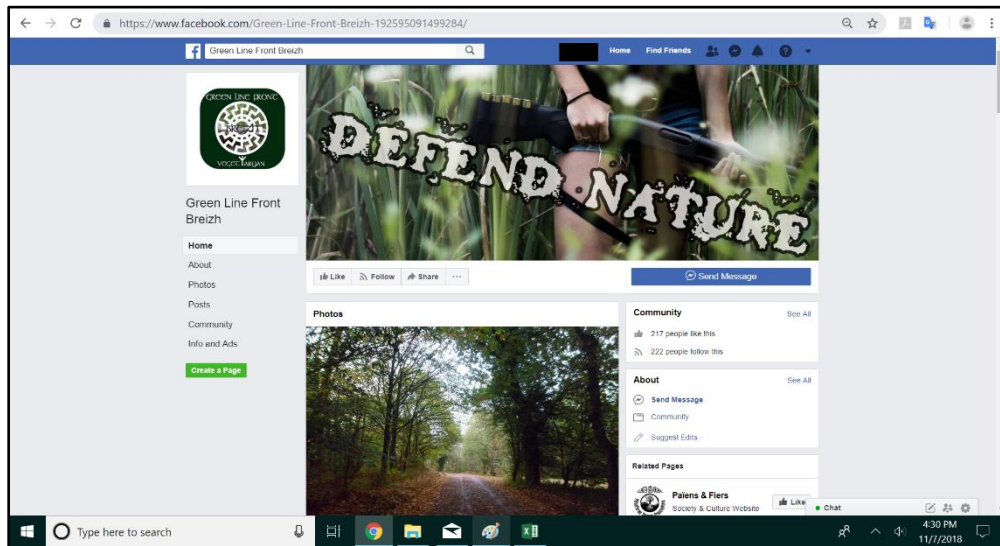 https://www.facebook.com/Green-Line-Front-Breizh-192595091499284/
Green Line Front Breizh
Home
Find Friends
GREEN LINE FRONT
BREIZH
DEFEND NATURE
Green Line Front
Breizh
Home
About
Photos
Posts
Community
Info and Ads
Create a Page
Like
Follow
Share
Send Message
Photos
Community
See All
217 people like this
222 people follow this
About
See All
Send Message
Community
Suggest Edits
Related Pages
Païens & Fiers
Society & Culture Website
Like
Chat
Type here to search
4:30 PM
11/7/2018